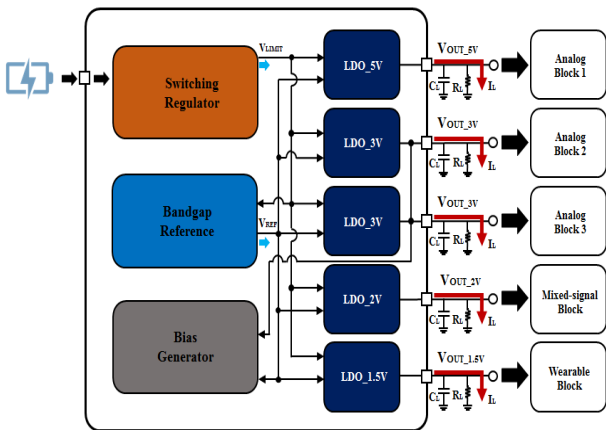 Switching
Regulator
VLIMIT
LDO_5V
VOUT_5V
CL
RL
IL
Analog
Block 1
LDO_3V
VOUT_3V
CL
RL
IL
Analog
Block 2
Bandgap
Reference
VREF
LDO_3V
VOUT_3V
CL
RL
IL
Analog
Block 3
LDO_2V
VOUT_2V
CL
RL
IL
Mixed-signal
Block
Bias
Generator
LDO_1.5V
VOUT_1.5V
CL
RL
IL
Wearable
Block